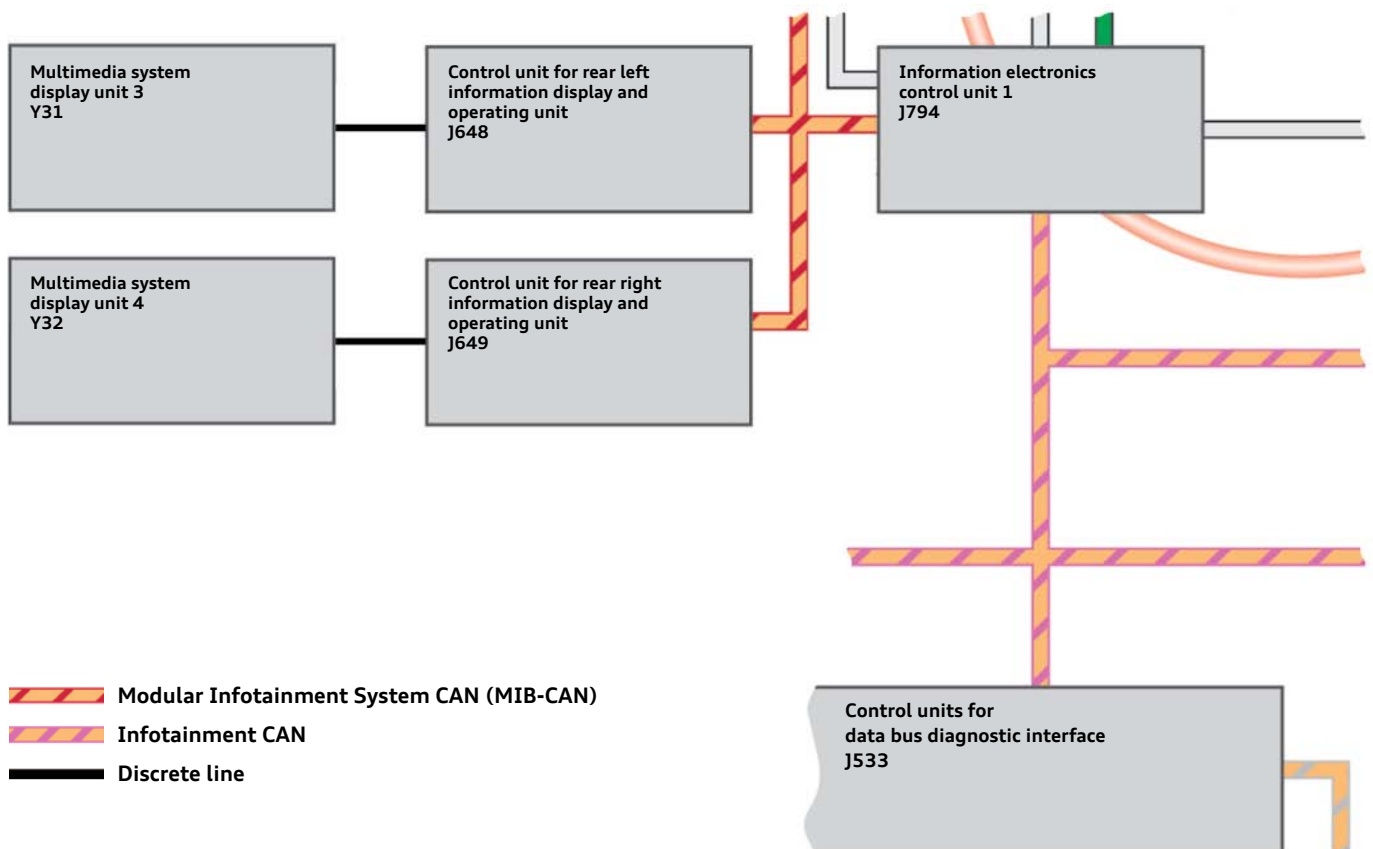 Multimedia system
display unit 3
Y31
Control unit for rear left
information display and
operating unit
J648
Information electronics
control unit 1
J794
Multimedia system
display unit 4
Y32
Control unit for rear right
information display and
operating unit
J649
Modular Infotainment System CAN (MIB-CAN)
Infotainment CAN
Discrete line
Control units for
data bus diagnostic interface
J533